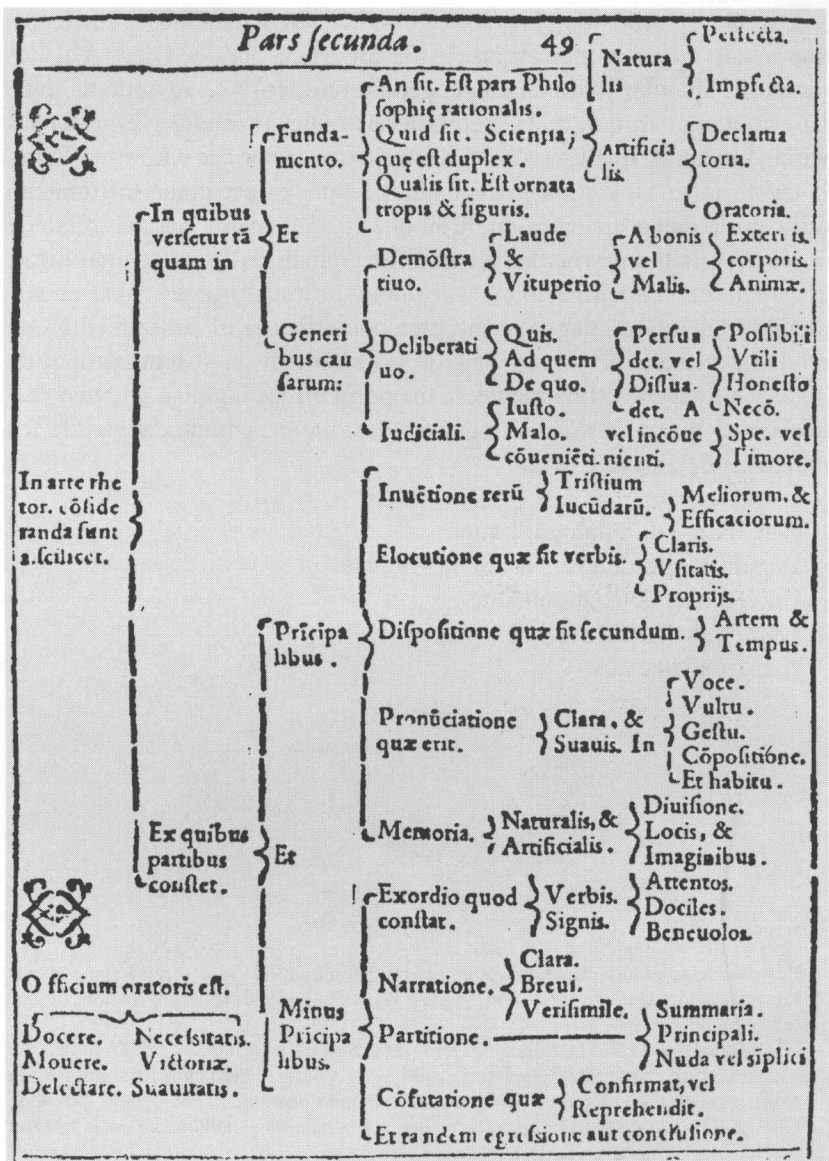 Pars ſecunda. 49
Natura
lis
Perfecta.
Impfecta.
Artificia
lis.
Declama
toria.
Oratoria.
In arte rhe
tor. cõſide
randa ſunt
a. ſcilicet.
In quibus
verſetur tã
quam in
Funda-
mento.
Et
Generi
bus cau
ſarum:
An ſit. Eſt pars Philo
ſophię rationalis.
Quid ſit. Scientia;
quę eſt duplex.
Qualis ſit. Eſt ornata
tropis & figuris.
Demõſtra
tiuo.
Laude
&
Vituperio
A bonis
vel
Malis.
Externis.
corporis.
Animæ.
Deliberati
uo.
Quis.
Ad quem
De quo.
Perſua
det. vel
Diſſua-
det. A
Poſſibili
Vtili
Honeſto
Necõ.
Iudiciali.
Iuſto.
Malo.
cõueniẽti.
vel incõue
nienti.
Spe. vel
Timore.
Ex quibus
partibus
conſtet.
Pricipa
libus.
Et
Minus
Pricipa
libus.
Inuẽtione rerũ
Triſtium
Iucũdarũ.
Meliorum. &
Efficaciorum.
Elocutione quæ fit verbis.
Claris.
Vſitatis.
Proprijs.
Diſpoſitione quæ fit ſecundum.
Artem &
Tempus.
Pronũciatione
quæ erit.
Clara, &
Suauis. In
Voce.
Vultu.
Geſtu.
Cõpoſitióne.
Et habitu.
Memoria.
Naturalis, &
Artificialis.
Diuiſione.
Locis, &
Imaginibus.
Exordio quod
conſtat.
Verbis.
Signis.
Attentos.
Dociles.
Beneuolos.
Narratione.
Clara.
Breui.
Veriſimile.
Partitione.
Summaria.
Principali.
Nuda vel siplici
Cõfutatione quæ
Confirmat, vel
Reprehendit.
Et tandem egreſſione aut concluſione.
Officium oratoris eſt.
Docere. Neceſsitatis.
Mouere. Victoriæ.
Delectare. Suauitatis.